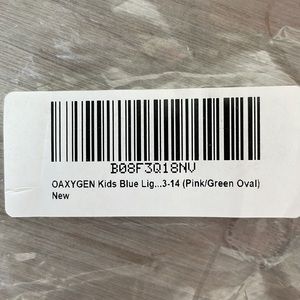 B08F3Q18NV
OAXYGEN Kids Blue Lig...3-14 (Pink/Green Oval)
New